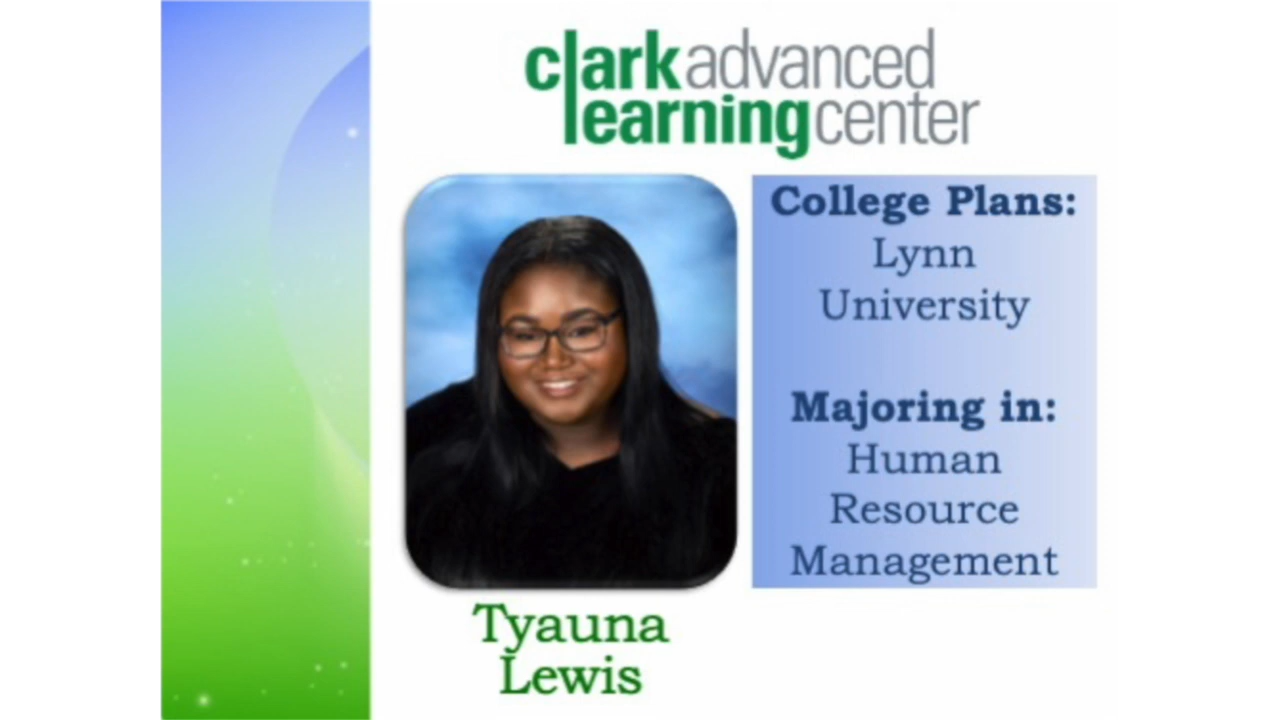 clark advanced
learning center
College Plans:
Lynn
University
Majoring in:
Human
Resource
Management
Tyauna
Lewis